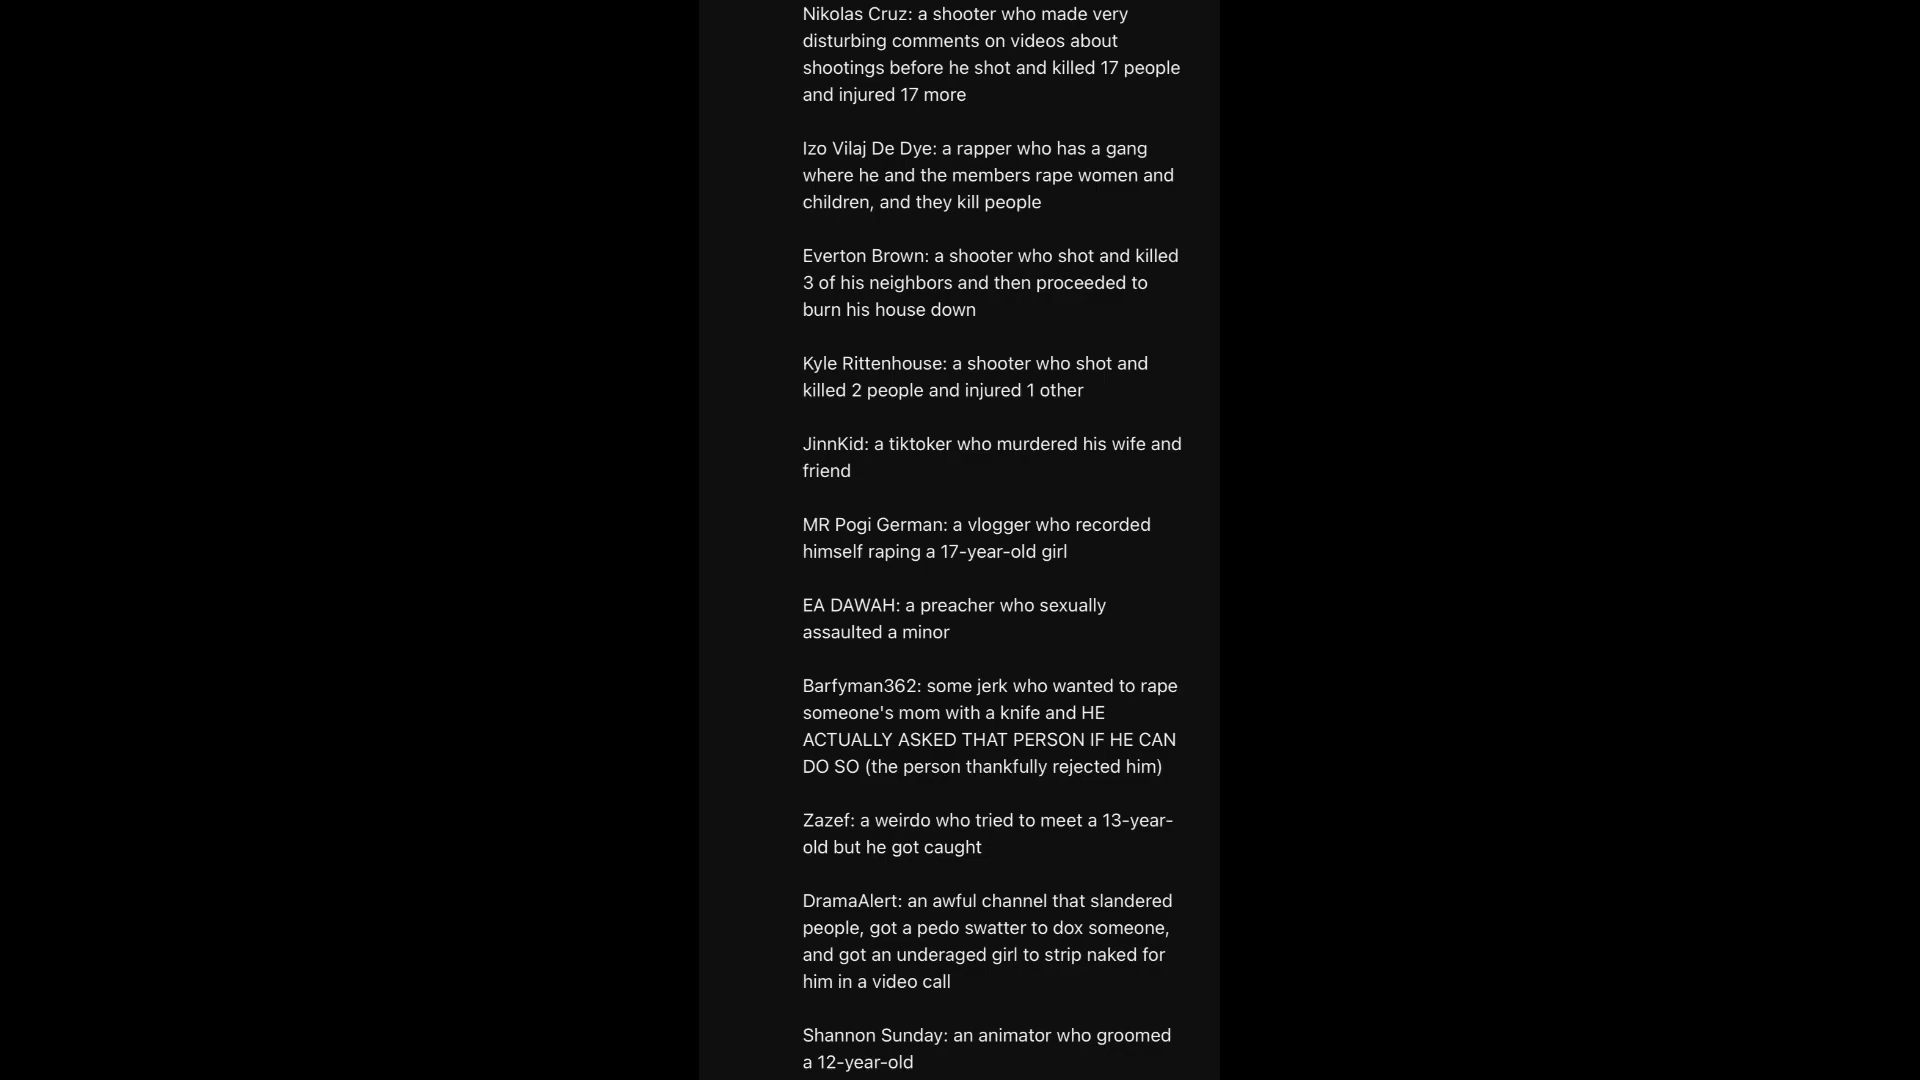 Nikolas Cruz: a shooter who made very
disturbing comments on videos about
shootings before he shot and killed 17 people
and injured 17 more
Izo Vilaj De Dye: a rapper who has a gang
where he and the members rape women and
children, and they kill people
Everton Brown: a shooter who shot and killed
3 of his neighbors and then proceeded to
burn his house down
Kyle Rittenhouse: a shooter who shot and
killed 2 people and injured 1 other
JinnKid: a tiktoker who murdered his wife and
friend
MR Pogi German: a vlogger who recorded
himself raping a 17-year-old girl
EA DAWAH: a preacher who sexually
assaulted a minor
Barfyman362: some jerk who wanted to rape
someone's mom with a knife and HE
ACTUALLY ASKED THAT PERSON IF HE CAN
DO SO (the person thankfully rejected him)
Zazef: a weirdo who tried to meet a 13-year-
old but he got caught
DramaAlert: an awful channel that slandered
people, got a pedo swatter to dox someone,
and got an underaged girl to strip naked for
him in a video call
Shannon Sunday: an animator who groomed
a 12-year-old